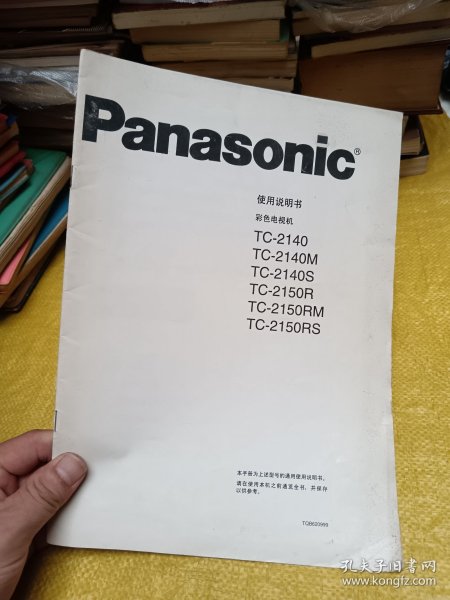 Panasonic®
使用说明书
彩色电视机
TC-2140
TC-2140M
TC-2140S
TC-2150R
TC-2150RM
TC-2150RS
本手册为上述型号的通用使用说明书。
请在使用本机之前通览全书，并保存
以供参考。
TQB620999
孔夫子旧书网
www.kongfz.com